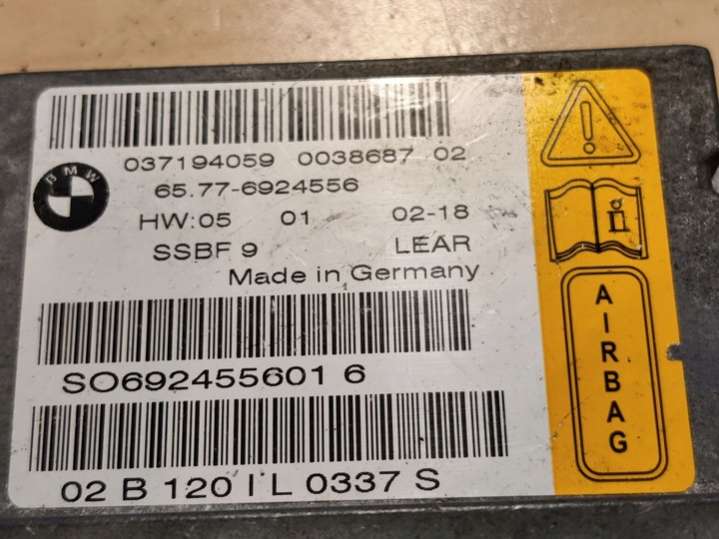 037194059 0038687 02
BMW
65.77-6924556
HW:05 01 02-18
SSBF 9 LEAR
Made in Germany
SO692455601 6
02 B 120 I L 0337 S
AIRBAG